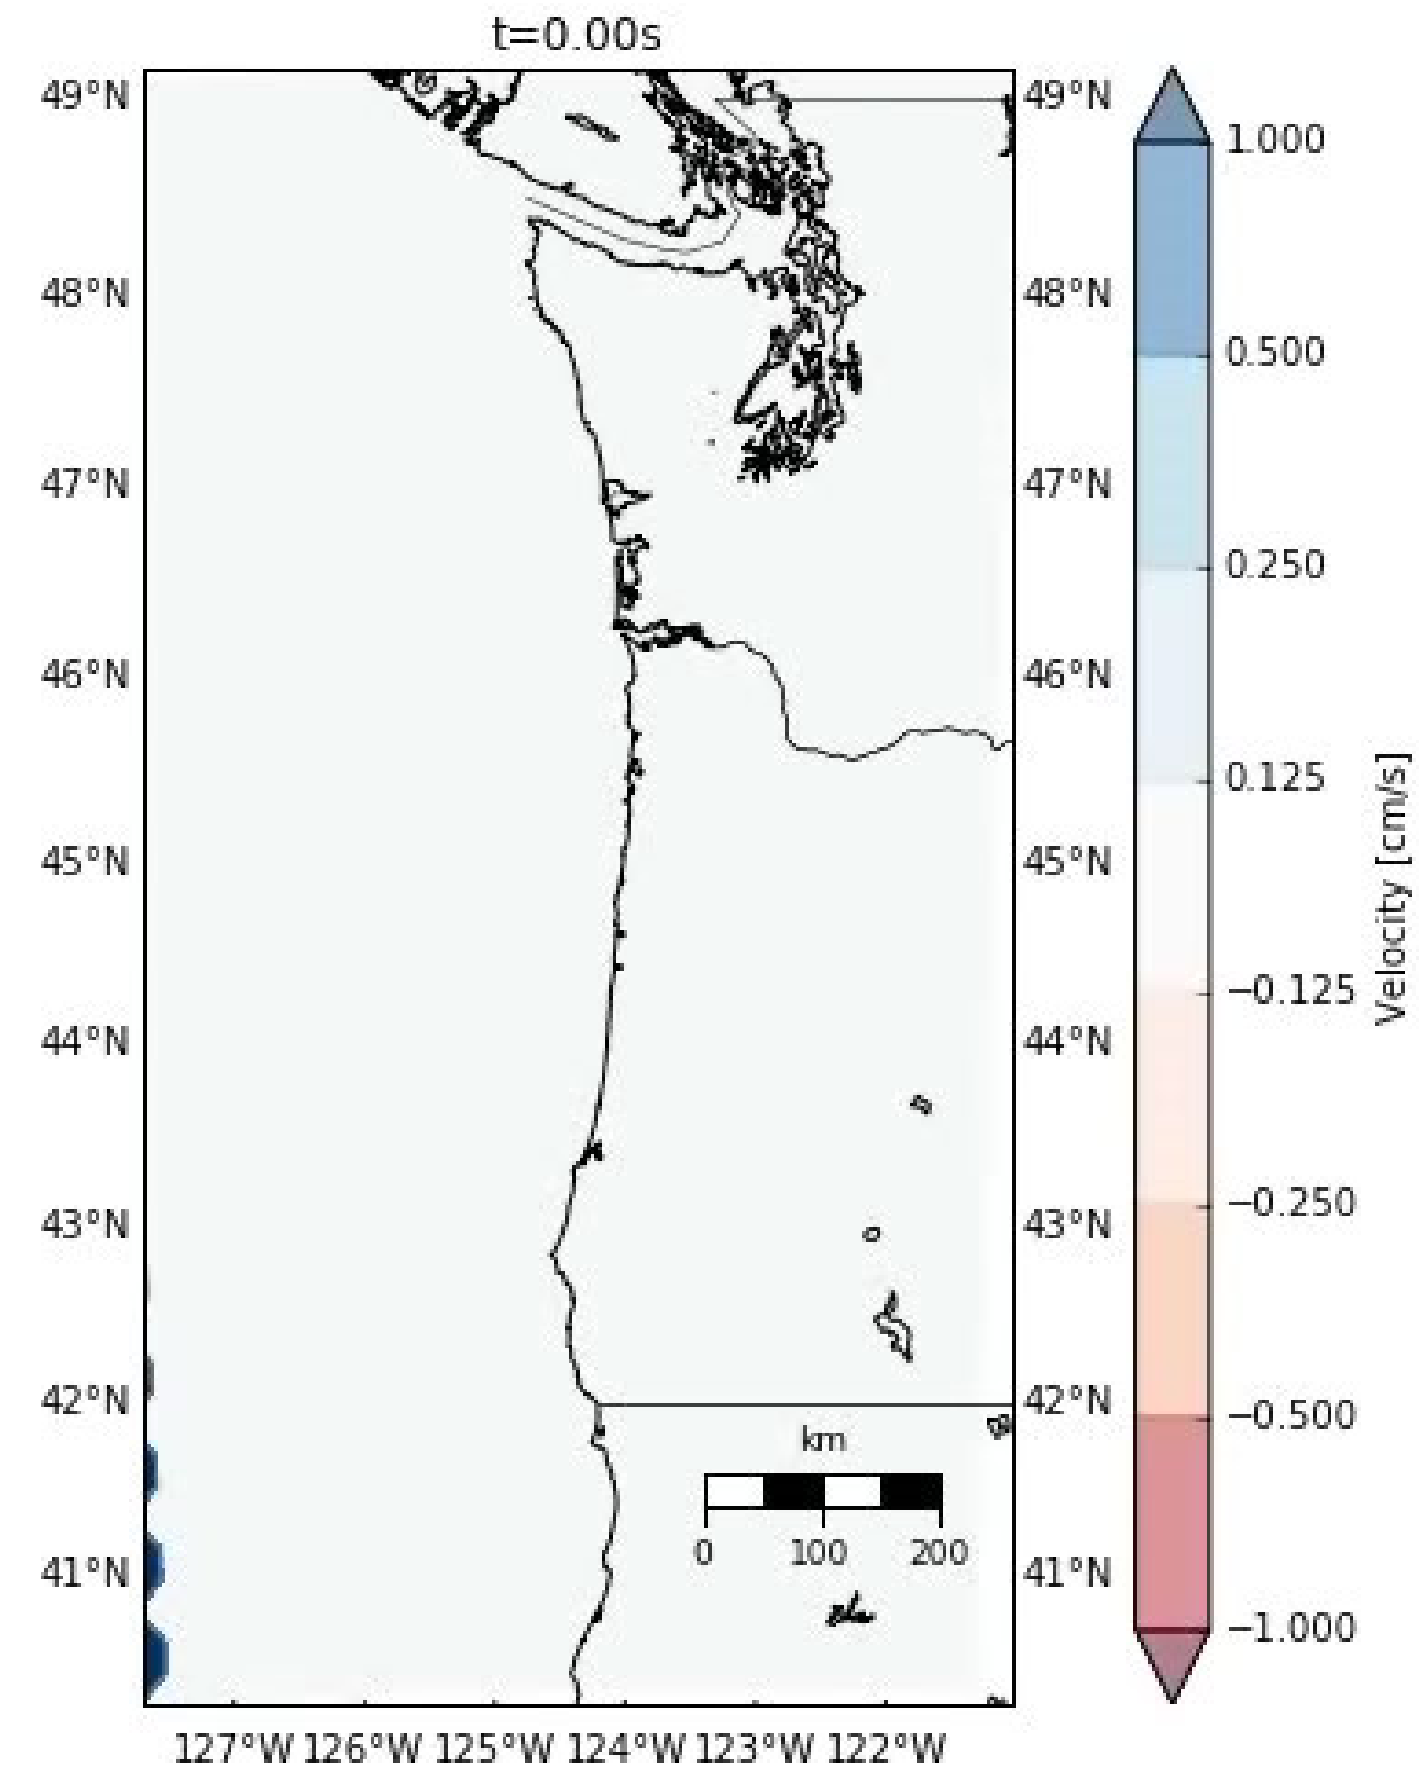 t=0.00s
49°N 49°N
1.000
48°N 48°N
0.500
47°N 47°N
0.250
46°N 46°N
0.125
45°N 45°N
Velocity [cm/s]
−0.125
44°N 44°N
−0.250
43°N 43°N
42°N 42°N
−0.500
km
0 100 200
41°N 41°N
−1.000
127°W 126°W 125°W 124°W 123°W 122°W